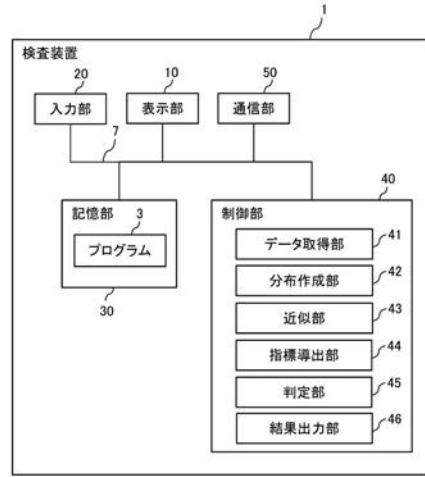 1
検査装置
20
10
50
入力部
表示部
通信部
7
40
記憶部
3
プログラム
30
制御部
データ取得部
41
分布作成部
42
近似部
43
指標導出部
44
判定部
45
結果出力部
46